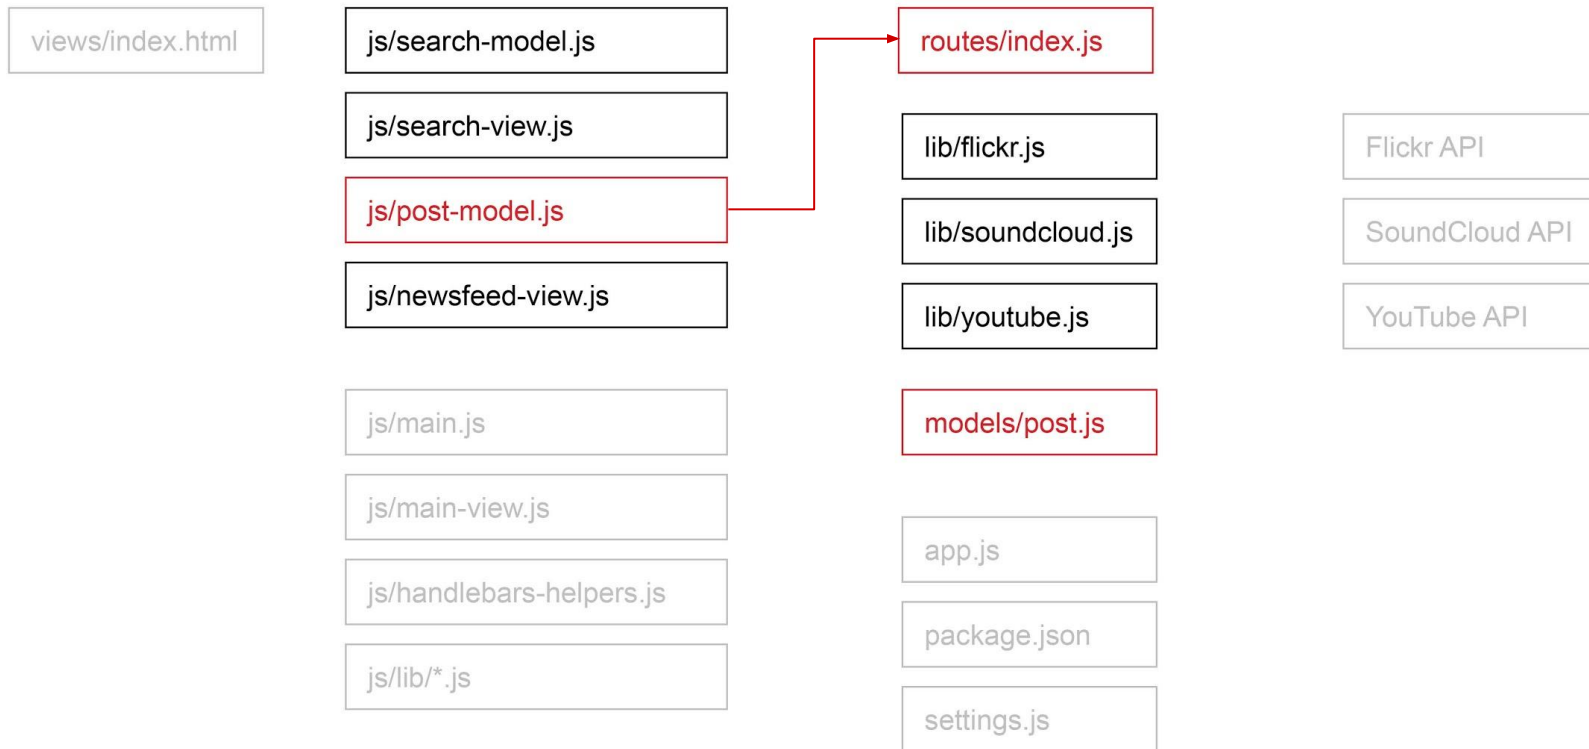 views/index.html
js/search-model.js
js/search-view.js
js/post-model.js
js/newsfeed-view.js
js/main.js
js/main-view.js
js/handlebars-helpers.js
js/lib/*.js
routes/index.js
lib/flickr.js
lib/soundcloud.js
lib/youtube.js
models/post.js
app.js
package.json
settings.js
Flickr API
SoundCloud API
YouTube API